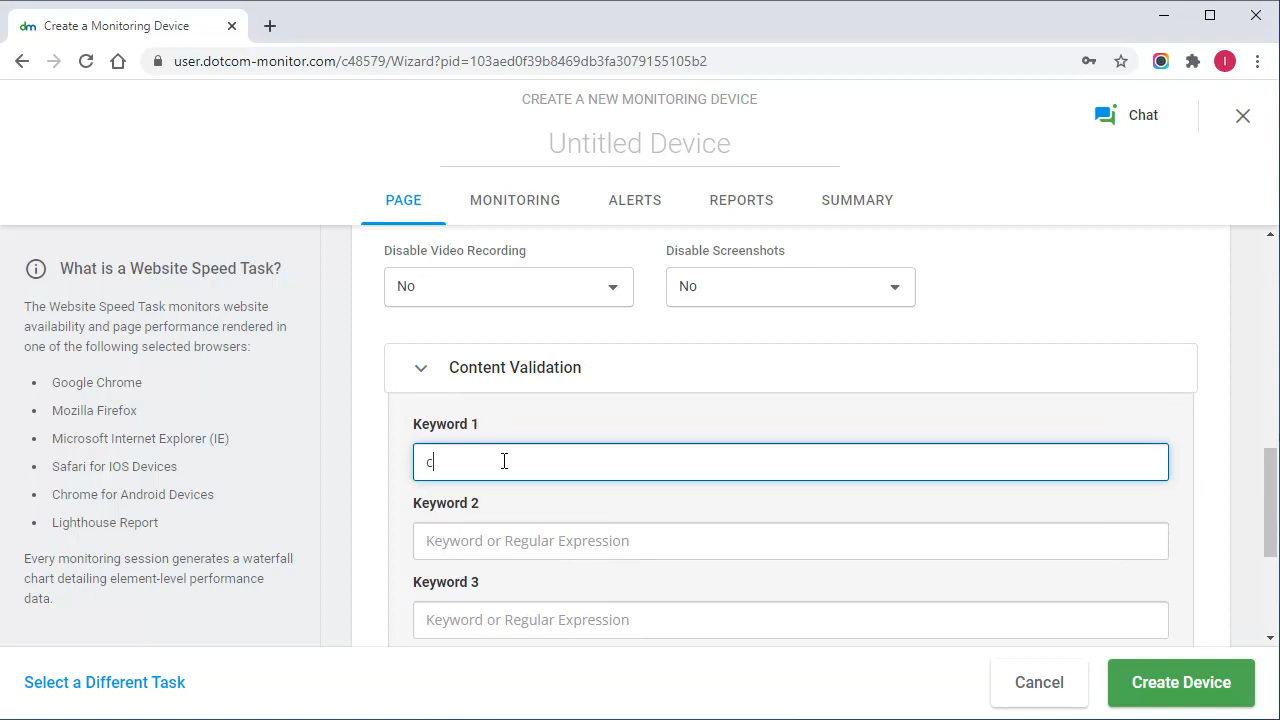 dm Create a Monitoring Device
user.dotcom-monitor.com/c48579/Wizard?pid=103aed0f39b8469db3fa3079155105b2
I
CREATE A NEW MONITORING DEVICE
Untitled Device
Chat
PAGE
MONITORING
ALERTS
REPORTS
SUMMARY
What is a Website Speed Task?
The Website Speed Task monitors website
availability and page performance rendered in
one of the following selected browsers:
• Google Chrome
• Mozilla Firefox
• Microsoft Internet Explorer (IE)
• Safari for IOS Devices
• Chrome for Android Devices
• Lighthouse Report
Every monitoring session generates a waterfall
chart detailing element-level performance
data.
Disable Video Recording
No
Disable Screenshots
No
Content Validation
Keyword 1
c
Keyword 2
Keyword or Regular Expression
Keyword 3
Keyword or Regular Expression
Select a Different Task
Cancel
Create Device